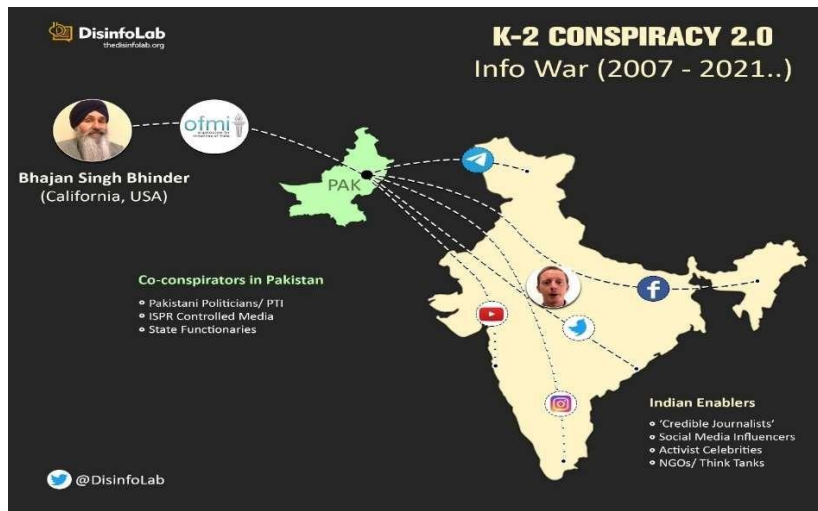 DisinfoLab
thedisinfolab.org
K-2 CONSPIRACY 2.0
Info War (2007 - 2021..)
ofmi
Bhajan Singh Bhinder
(California, USA)
PAK
Co-conspirators in Pakistan
Pakistani Politicians/ PTI
ISPR Controlled Media
State Functionaries
Indian Enablers
‘Credible Journalists’
Social Media Influencers
Activist Celebrities
NGOs/ Think Tanks
@DisinfoLab